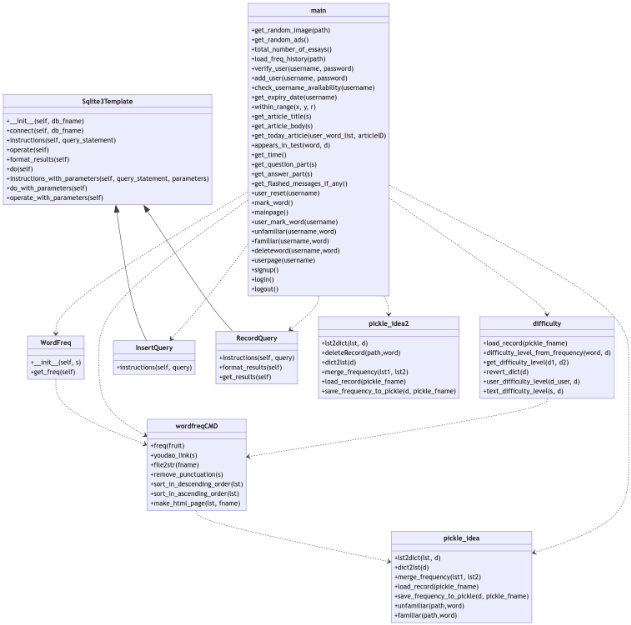 main
+get_random_image(path)
+get_random_ads()
+total_number_of_essays()
+load_freq_history(path)
+verify_user(username, password)
+add_user(username, password)
+check_username_availability(username)
+get_expiry_date(username)
+within_range(x, y, r)
+get_article_title(s)
+get_article_body(s)
+get_today_article(user_word_list, articleID)
+appears_in_test(word, d)
+get_time()
+get_question_part(s)
+get_answer_part(s)
+get_flashed_messages_if_any()
+user_reset(username)
+mark_word()
+mainpage()
+user_mark_word(username)
+unfamiliar(username,word)
+familiar(username,word)
+deleteword(username,word)
+userpage(username)
+signup()
+login()
+logout()
Sqlite3Template
+__init__(self, db_fname)
+connect(self, db_fname)
+instructions(self, query_statement)
+operate(self)
+format_results(self)
+do(self)
+instructions_with_parameters(self, query_statement, parameters)
+do_with_parameters(self)
+operate_with_parameters(self)
WordFreq
+__init__(self, s)
+get_freq(self)
InsertQuery
+instructions(self, query)
RecordQuery
+instructions(self, query)
+format_results(self)
+get_results(self)
pickle_idea2
+lst2dict(lst, d)
+deleteRecord(path,word)
+dict2lst(d)
+merge_frequency(lst1, lst2)
+load_record(pickle_fname)
+save_frequency_to_pickle(d, pickle_fname)
difficulty
+load_record(pickle_fname)
+difficulty_level_from_frequency(word, d)
+get_difficulty_level(d1, d2)
+revert_dict(d)
+user_difficulty_level(d_user, d)
+text_difficulty_level(s, d)
wordfreqCMD
+freq(fruit)
+youdao_link(s)
+file2str(fname)
+remove_punctuation(s)
+sort_in_descending_order(lst)
+sort_in_ascending_order(lst)
+make_html_page(lst, fname)
pickle_idea
+lst2dict(lst, d)
+dict2lst(d)
+merge_frequency(lst1, lst2)
+load_record(pickle_fname)
+save_frequency_to_pickle(d, pickle_fname)
+unfamiliar(path,word)
+familiar(path,word)